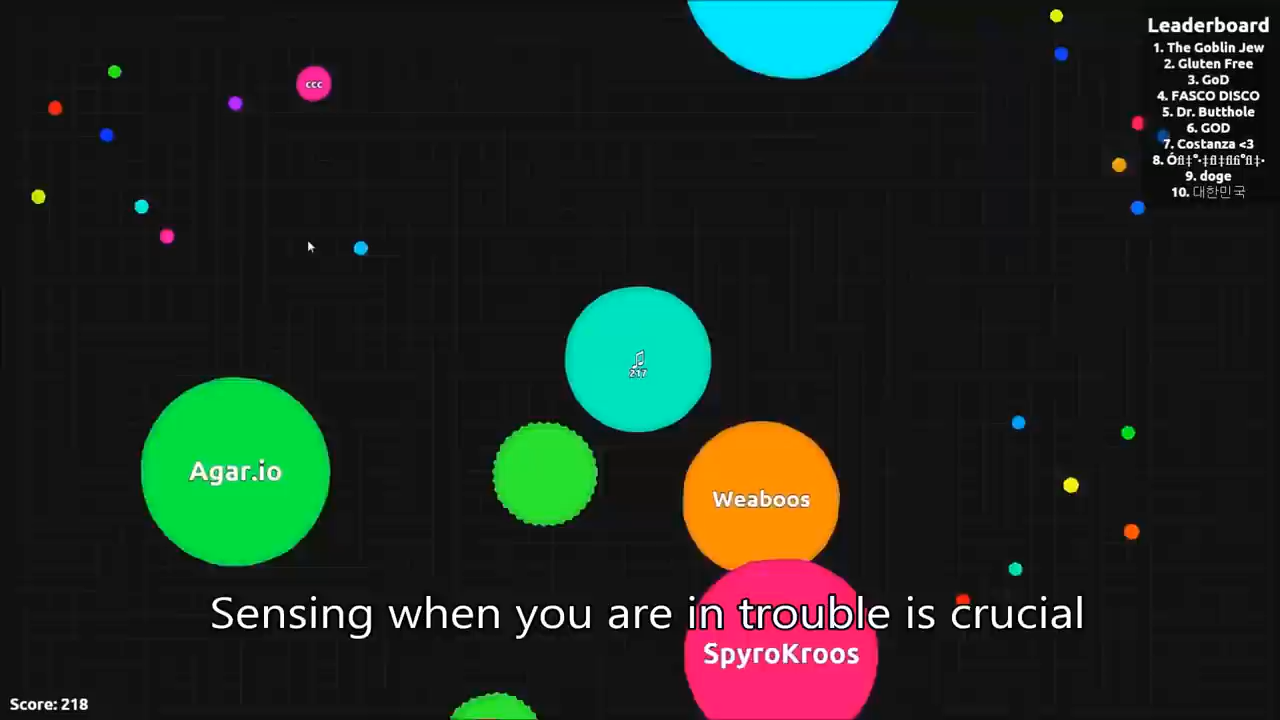 Leaderboard
1. The Goblin Jew
2. Gluten Free
3. GoD
4. FASCO DISCO
5. Dr. Butthole
6. GOD
7. Costanza <3
9. doge
10. 대한민국
ccc
♫
217
Agar.io
Weaboos
Sensing when you are in trouble is crucial
SpyroKroos
Score: 218